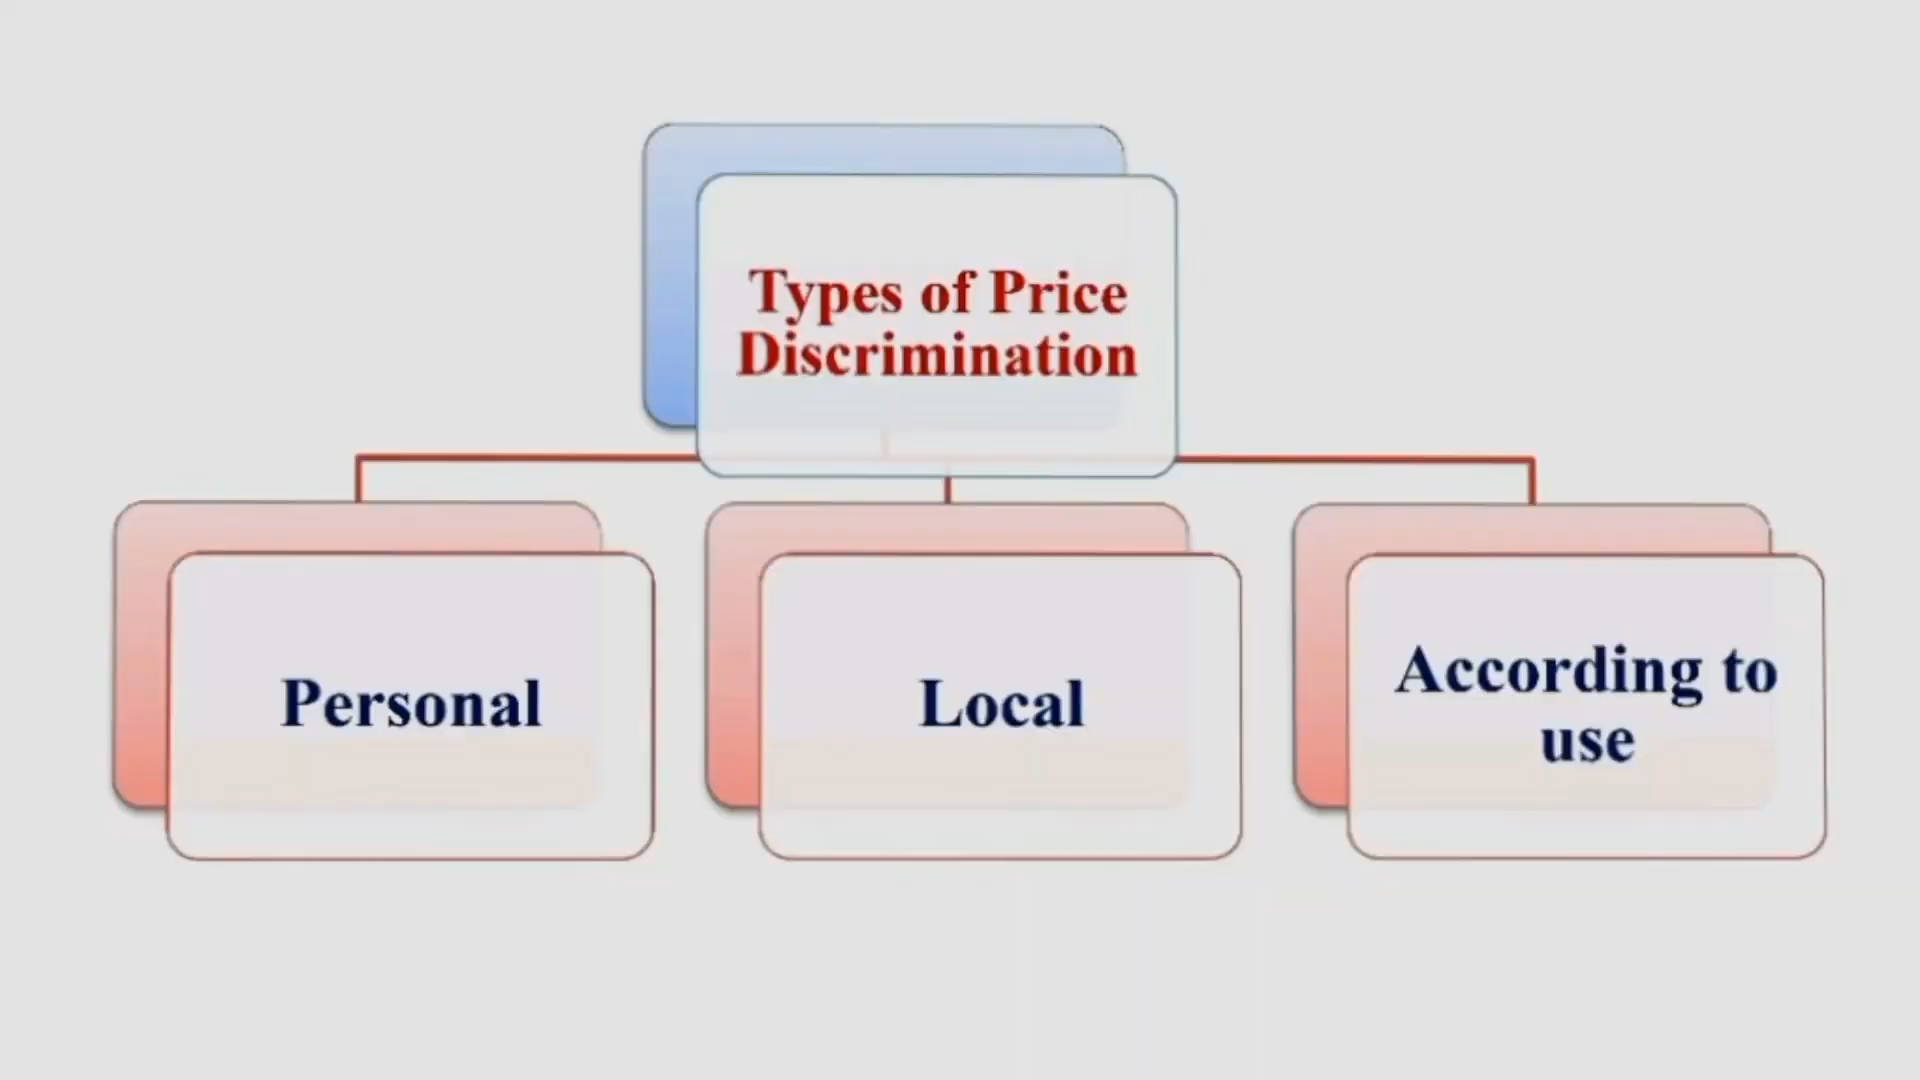 Types of Price
Discrimination
Personal
Local
According to
use